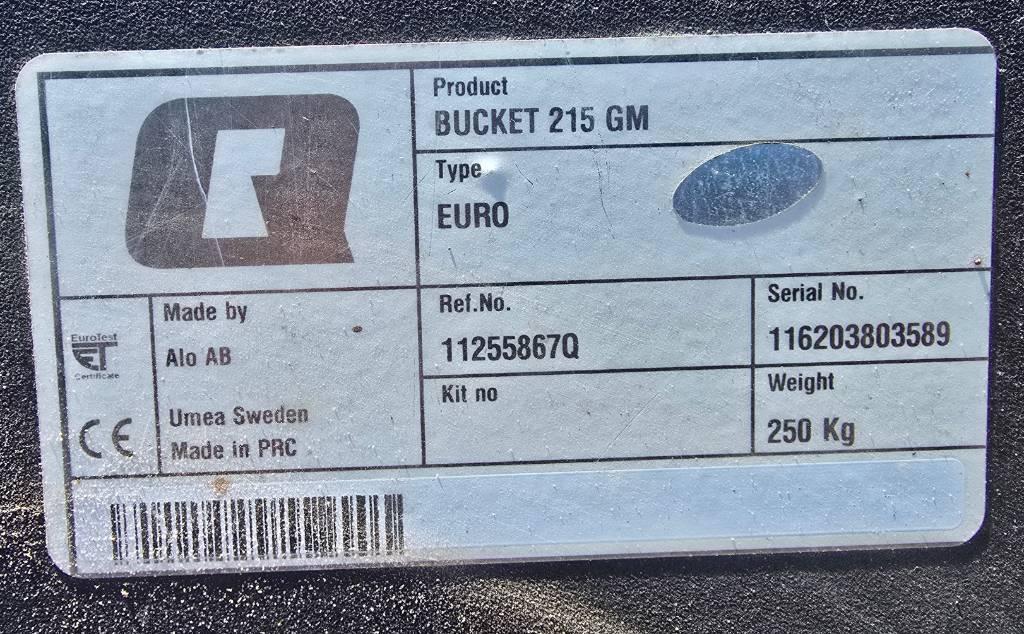 Product
BUCKET 215 GM
Type
EURO
Made by
Alo AB
Umea Sweden
Made in PRC
EuroTest
ET
Certificate
CE
Ref.No.
11255867Q
Serial No.
116203803589
Kit no
Weight
250 Kg